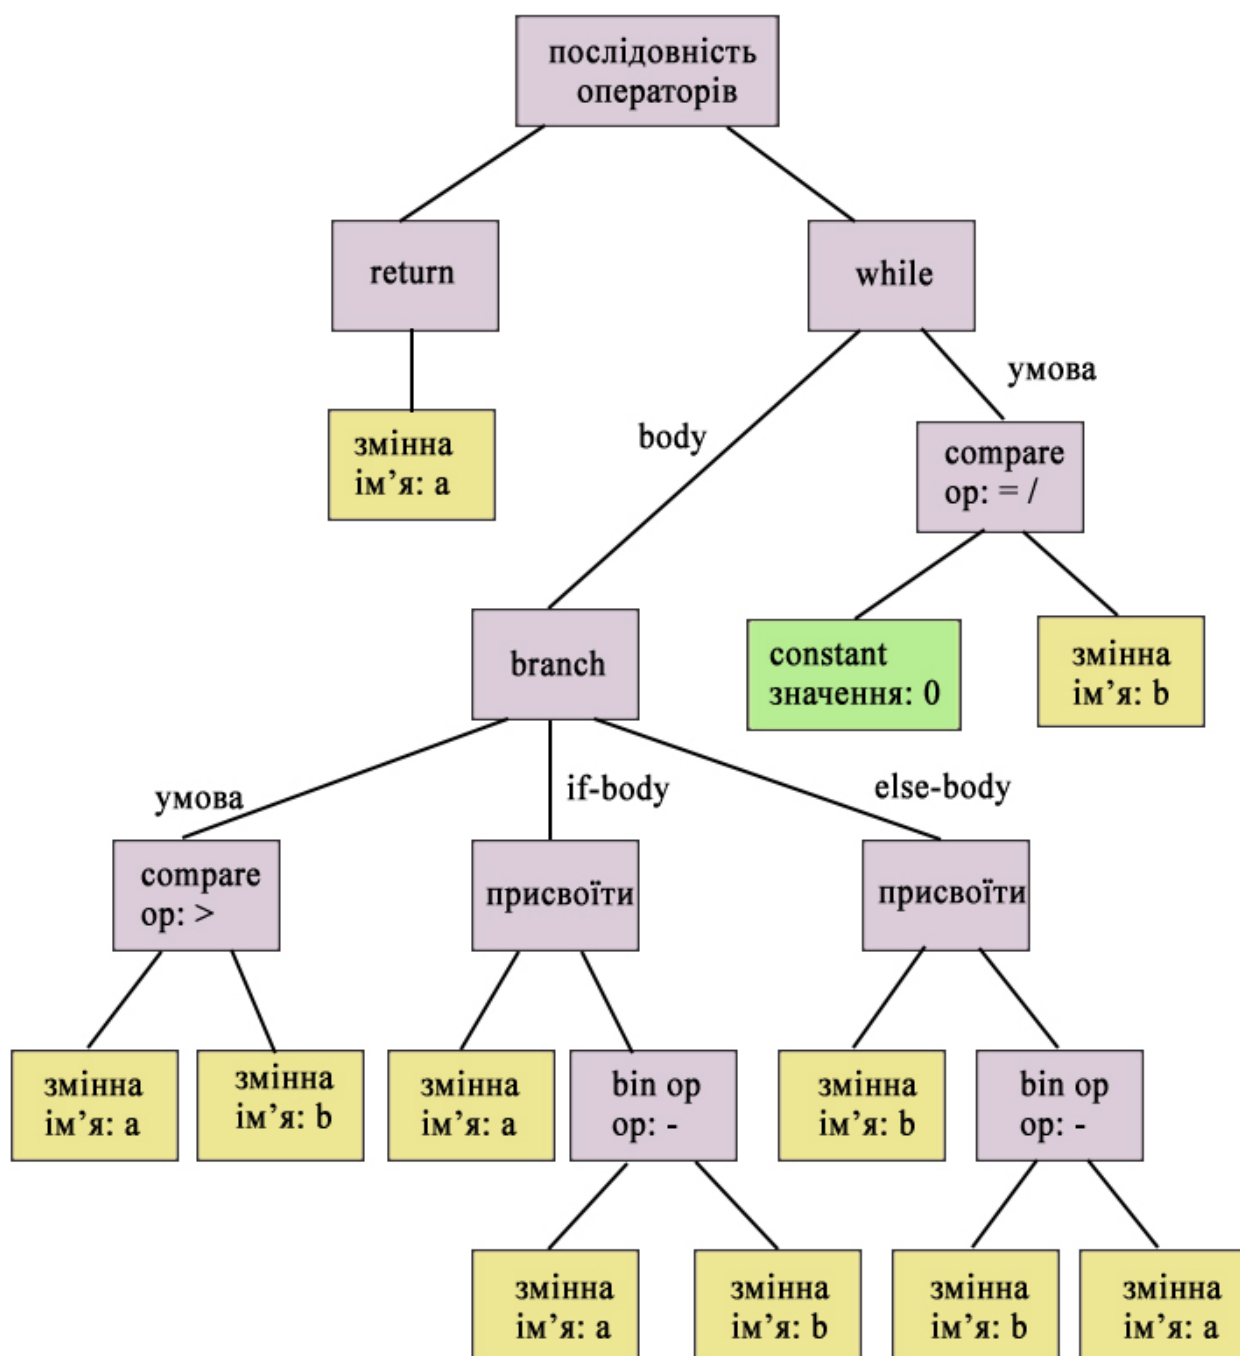 послідовність
операторів
return
while
умова
body
змінна
ім’я: a
compare
op: = /
branch
constant
значення: 0
змінна
ім’я: b
умова
if-body
else-body
compare
op: >
присвоїти
присвоїти
змінна
ім’я: a
змінна
ім’я: b
змінна
ім’я: a
bin op
op: -
змінна
ім’я: b
bin op
op: -
змінна
ім’я: a
змінна
ім’я: b
змінна
ім’я: b
змінна
ім’я: a